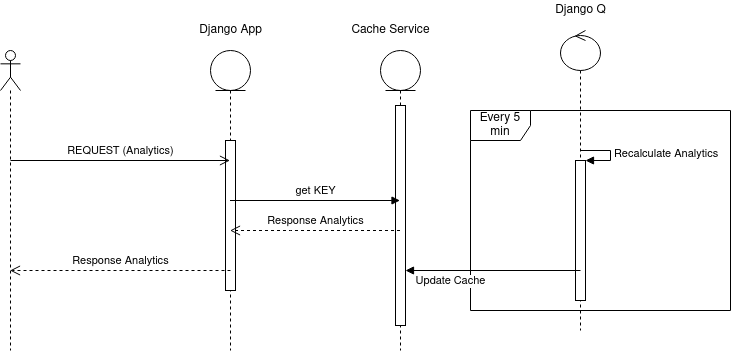 Django Q
Django App
Cache Service
Every 5
min
REQUEST (Analytics)
Recalculate Analytics
get KEY
Response Analytics
Response Analytics
Update Cache